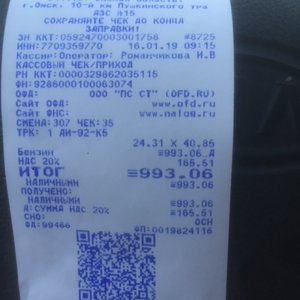 г.Омск, 10-й км Пушкинского тра
АЗС №15
СОХРАНЯЙТЕ ЧЕК ДО КОНЦА
ЗАПРАВКИ!
ЗН ККТ:0592470003001758 #8725
ИНН:7709359770 16.01.19 09:15
Кассир:Оператор: Романчикова И.В
КАССОВЫЙ ЧЕК/ПРИХОД
РН ККТ:0000329862035115
ФН: 9286000100063074
ОФД: ООО "ПС СТ" (OFD.RU)
Сайт ОФД: www.ofd.ru
Сайт ФНС: www.nalog.ru
СМЕНА:307 ЧЕК:35
ТРК: 1 АИ-92-К5
24.31 X 40.85
Бензин ≡993.06_А
НДС 20% 165.51
ИТОГ ≡993.06
НАЛИЧНЫМИ ≡993.06
ПОЛУЧЕНО:
НАЛИЧНЫМИ ≡993.06
А:СУММА НДС 20% ≡165.51
СНО: ОСН
ФД:99466 ФП:0019824116